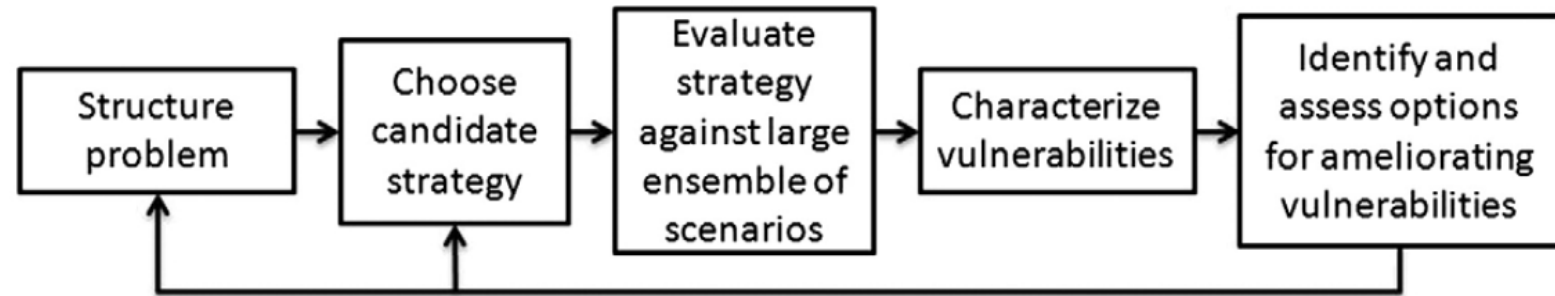 Structure
problem
Choose
candidate
strategy
Evaluate
strategy
against large
ensemble of
scenarios
Characterize
vulnerabilities
Identify and
assess options
for ameliorating
vulnerabilities